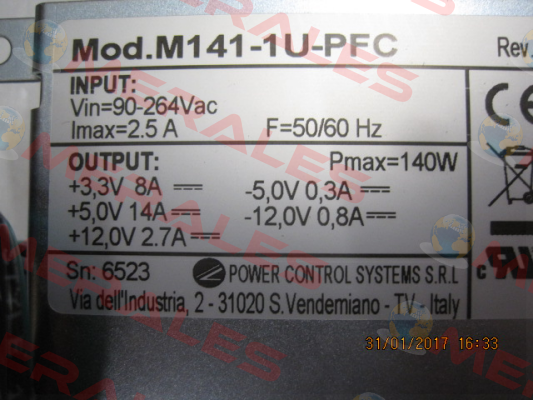 Mod.M141-1U-PFC Rev.
INPUT:
Vin=90-264Vac
Imax=2.5 A F=50/60 Hz
OUTPUT: Pmax=140W
+3,3V 8A -5,0V 0,3A
+5,0V 14A -12,0V 0,8A
+12,0V 2.7A
Sn: 6523 POWER CONTROL SYSTEMS S.R.L
Via dell'Industria, 2 - 31020 S.Vendemiano - TV - Italy
31/01/2017 16:33
MERALES